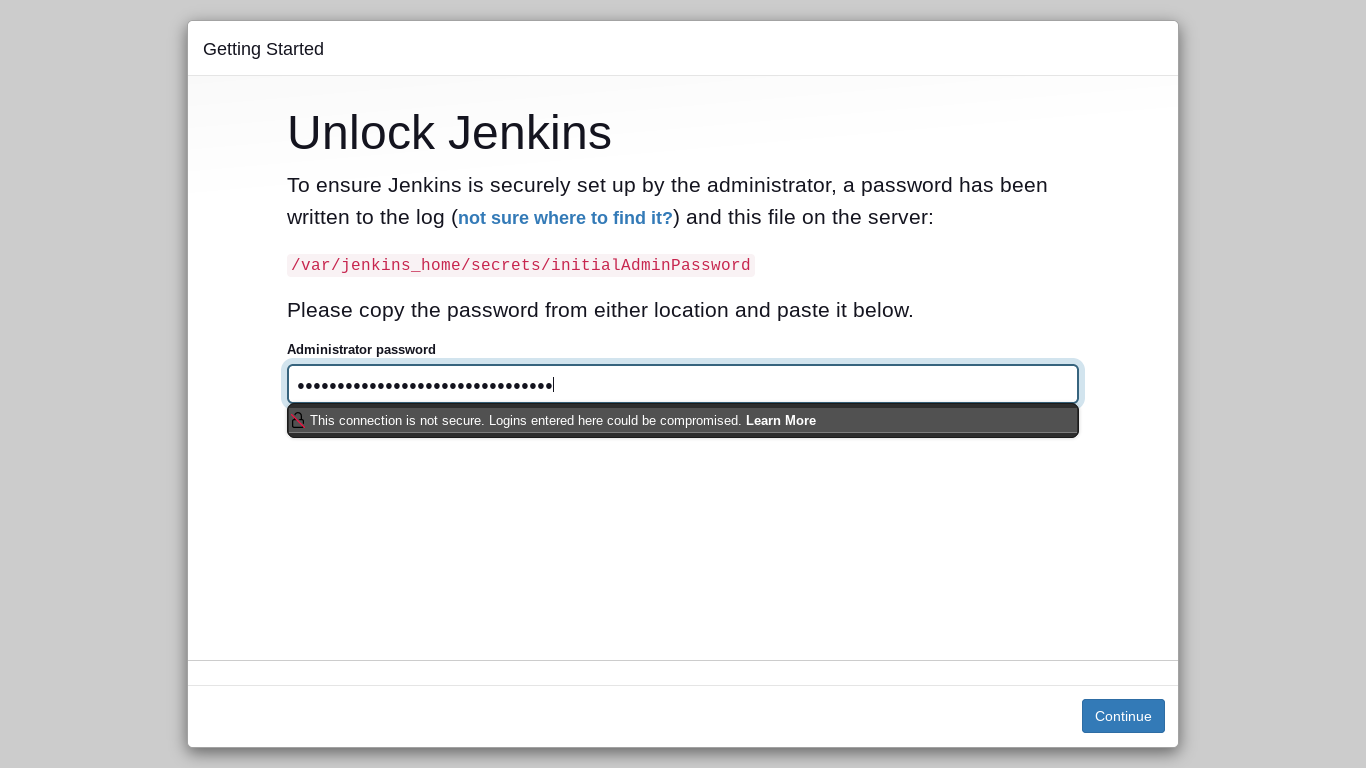 Getting Started
Unlock Jenkins
To ensure Jenkins is securely set up by the administrator, a password has been
written to the log (not sure where to find it?) and this file on the server:
/var/jenkins_home/secrets/initialAdminPassword
Please copy the password from either location and paste it below.
Administrator password
••••••••••••••••••••••••••••••••
This connection is not secure. Logins entered here could be compromised. Learn More
Continue